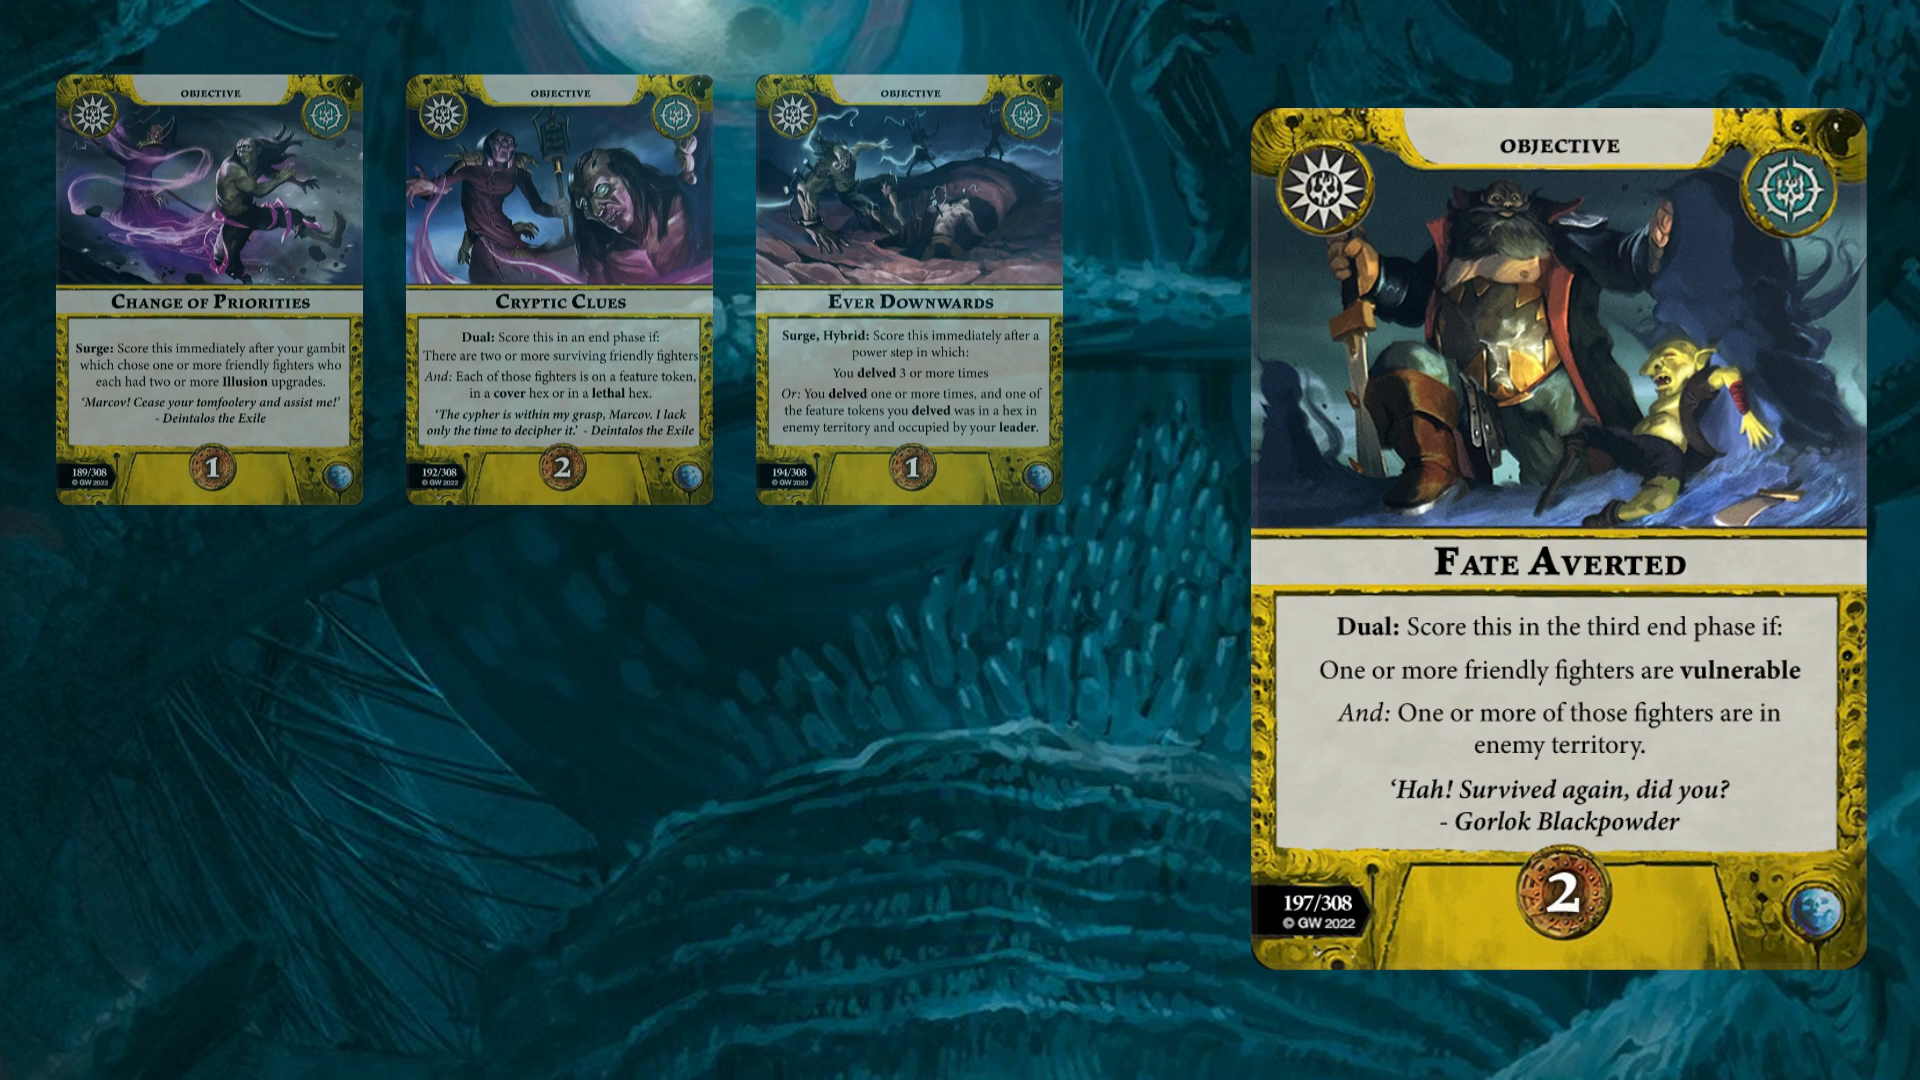 OBJECTIVE
CHANGE OF PRIORITIES
Surge: Score this immediately after your gambit
which chose one or more friendly fighters who
each had two or more Illusion upgrades.
‘Marcov! Cease your tomfoolery and assist me!’
- Deintalos the Exile
189/308
© GW 2022
1
OBJECTIVE
CRYPTIC CLUES
Dual: Score this in an end phase if:
There are two or more surviving friendly fighters
And: Each of those fighters is on a feature token,
in a cover hex or in a lethal hex.
‘The cypher is within my grasp, Marcov. I lack
only the time to decipher it.’ - Deintalos the Exile
192/308
© GW 2022
2
OBJECTIVE
EVER DOWNWARDS
Surge, Hybrid: Score this immediately after a
power step in which:
You delved 3 or more times
Or: You delved one or more times, and one of
the feature tokens you delved was in a hex in
enemy territory and occupied by your leader.
194/308
© GW 2022
1
OBJECTIVE
FATE AVERTED
Dual: Score this in the third end phase if:
One or more friendly fighters are vulnerable
And: One or more of those fighters are in
enemy territory.
‘Hah! Survived again, did you?
- Gorlok Blackpowder
197/308
© GW 2022
2